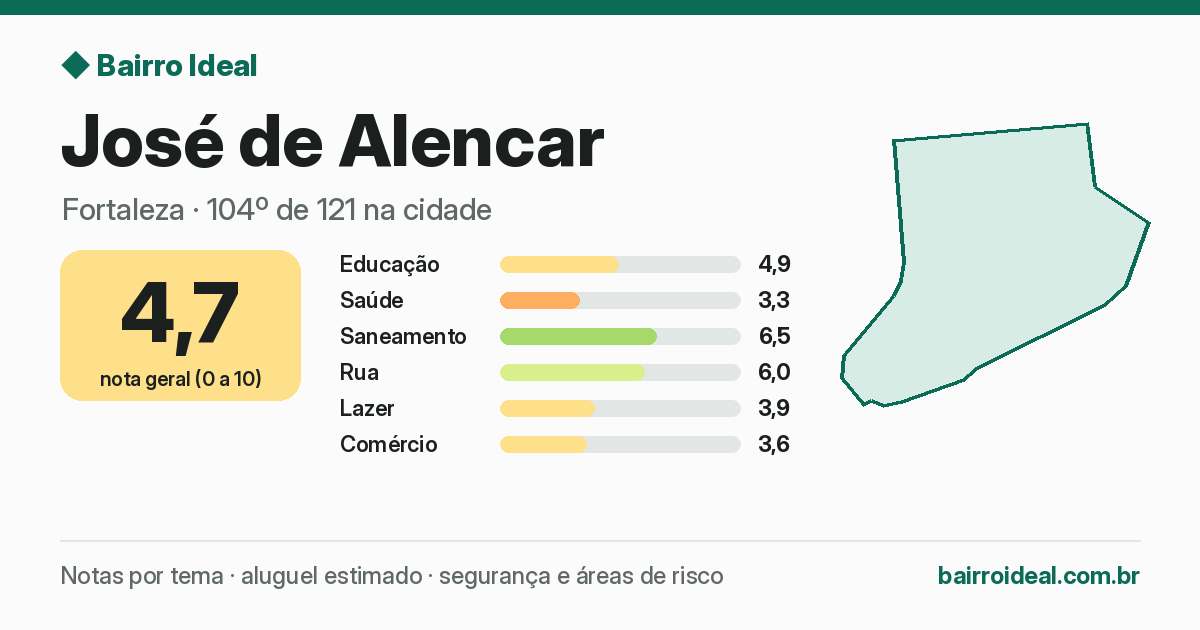 Bairro Ideal
José de Alencar
Fortaleza · 104º de 121 na cidade
4,7
nota geral (0 a 10)
Educação 4,9
Saúde 3,3
Saneamento 6,5
Rua 6,0
Lazer 3,9
Comércio 3,6
Notas por tema · aluguel estimado · segurança e áreas de risco
bairroideal.com.br